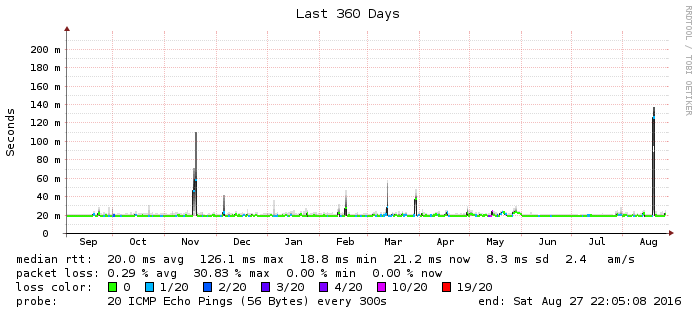 Last 360 Days
RRDTOOL / TOBI OETIKER
Seconds
200 m
180 m
160 m
140 m
120 m
100 m
80 m
60 m
40 m
20 m
0
Sep Oct Nov Dec Jan Feb Mar Apr May Jun Jul Aug
median rtt: 20.0 ms avg 126.1 ms max 18.8 ms min 21.2 ms now 8.3 ms sd 2.4 am/s
packet loss: 0.29 % avg 30.83 % max 0.00 % min 0.00 % now
loss color: 0 1/20 2/20 3/20 4/20 10/20 19/20
probe: 20 ICMP Echo Pings (56 Bytes) every 300s end: Sat Aug 27 22:05:08 2016